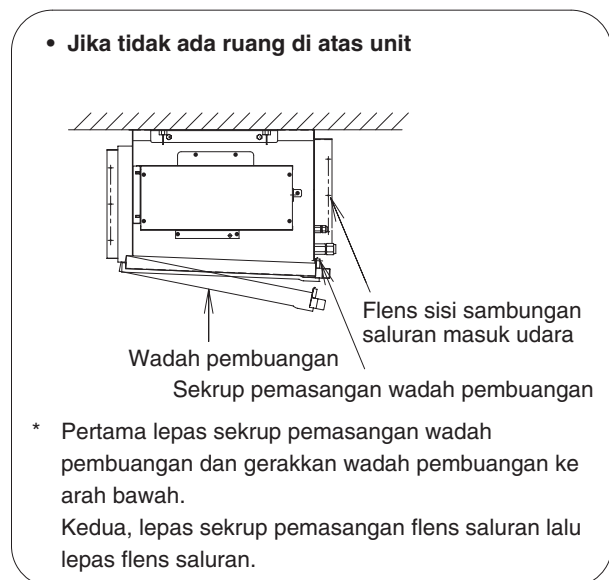 • Jika tidak ada ruang di atas unit
Flens sisi sambungan
saluran masuk udara
Wadah pembuangan
Sekrup pemasangan wadah pembuangan
* Pertama lepas sekrup pemasangan wadah
pembuangan dan gerakkan wadah pembuangan ke
arah bawah.
Kedua, lepas sekrup pemasangan flens saluran lalu
lepas flens saluran.